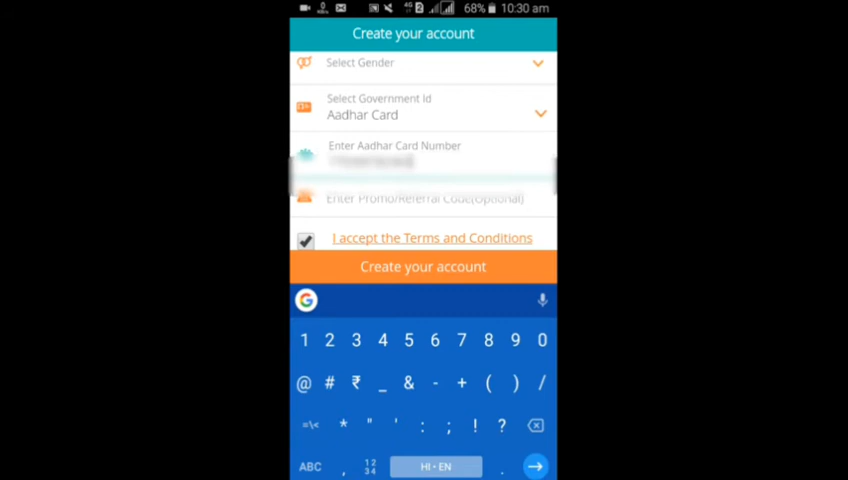 68% 10:30 am
Create your account
Select Gender
Select Government Id
Aadhar Card
Enter Aadhar Card Number
Enter Promo/Referral Code(Optional)
I accept the Terms and Conditions
Create your account
G
1 2 3 4 5 6 7 8 9 0
@ # ₹ _ & - + ( ) /
=\< * " ' : ; ! ?
ABC , 12 34 HI • EN .